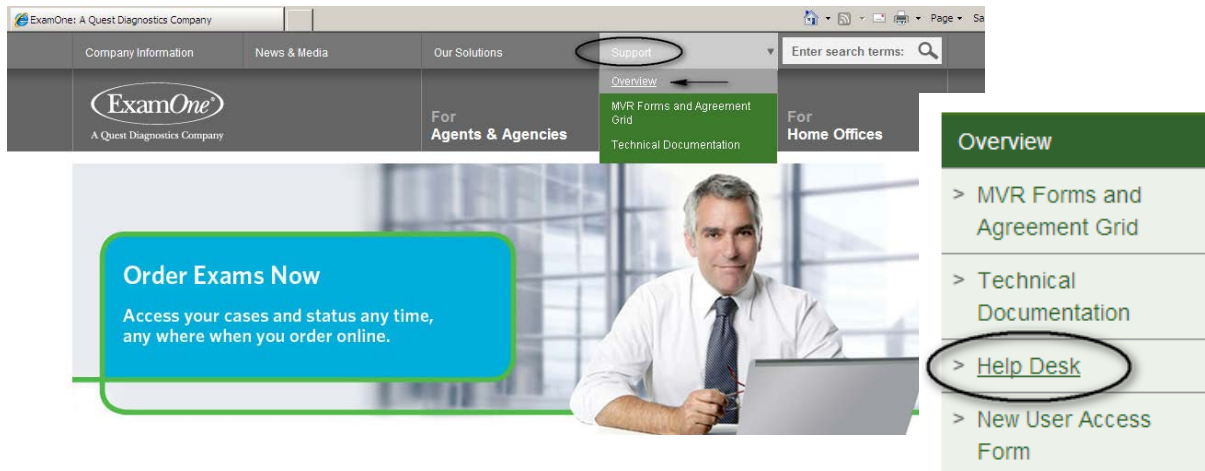 ExamOne: A Quest Diagnostics Company
Page
Sa
Company Information
News & Media
Our Solutions
Support
Enter search terms:
Overview
MVR Forms and Agreement
Grid
Technical Documentation
ExamOne®
A Quest Diagnostics Company
For
Agents & Agencies
For
Home Offices
Order Exams Now
Access your cases and status any time,
any where when you order online.
Overview
> MVR Forms and
Agreement Grid
> Technical
Documentation
> Help Desk
> New User Access
Form